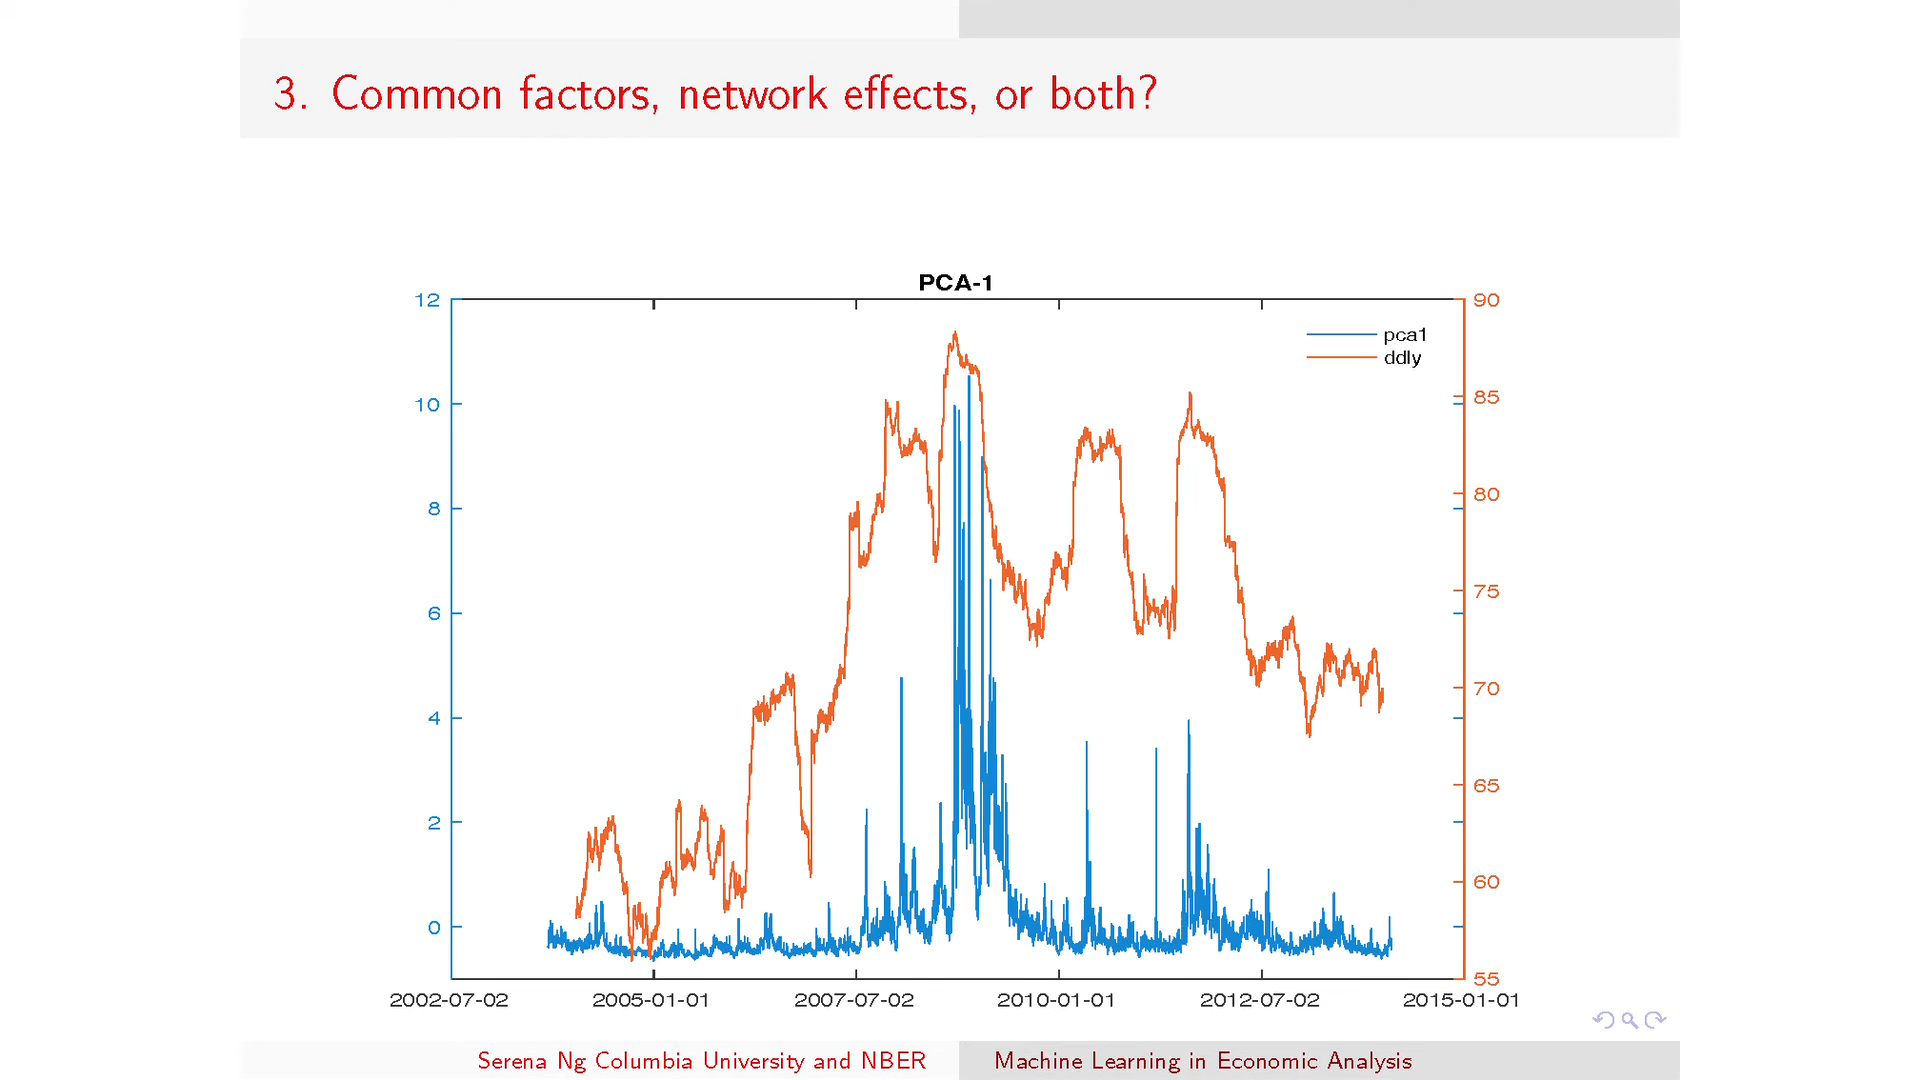 3. Common factors, network effects, or both?
PCA-1
12
10
8
6
4
2
0
90
85
80
75
70
65
60
55
pca1
ddly
2002-07-02 2005-01-01 2007-07-02 2010-01-01 2012-07-02 2015-01-01
Serena Ng Columbia University and NBER Machine Learning in Economic Analysis